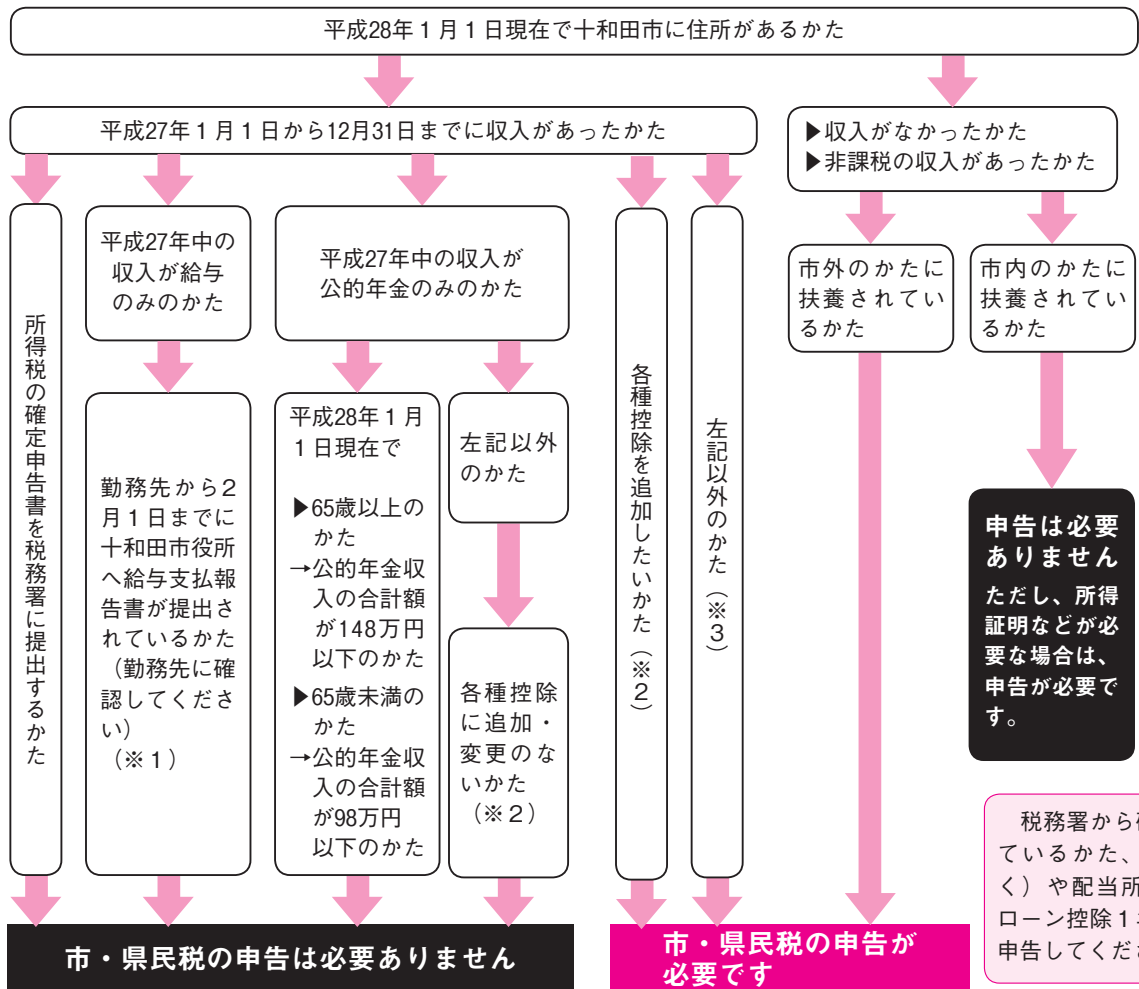 平成28年1月1日現在で十和田市に住所があるかた
平成27年1月1日から12月31日までに収入があったかた
▶収入がなかったかた
▶非課税の収入があったかた
所得税の確定申告書を税務署に提出するかた
平成27年中の
収入が給与
のみのかた
平成27年中の収入が
公的年金のみのかた
勤務先から2
月1日までに
十和田市役所
へ給与支払報
告書が提出さ
れているかた
（勤務先に確
認してくださ
い）
（※1）
平成28年1月
1日現在で
▶65歳以上の
かた
→公的年金収
入の合計額
が148万円
以下のかた
▶65歳未満の
かた
→公的年金収
入の合計額
が98万円
以下のかた
左記以外
のかた
各種控除
に追加・
変更のな
いかた
（※2）
各種控除を追加したいかた（※2）
左記以外のかた（※3）
市外のかたに
扶養されてい
るかた
市内のかたに
扶養されてい
るかた
申告は必要
ありません
ただし、所得
証明などが必
要な場合は、
申告が必要で
す。
市・県民税の申告は必要ありません
市・県民税の申告が
必要です
税務署から
ているかた、
く）や配当所
ローン控除1
申告してくだ